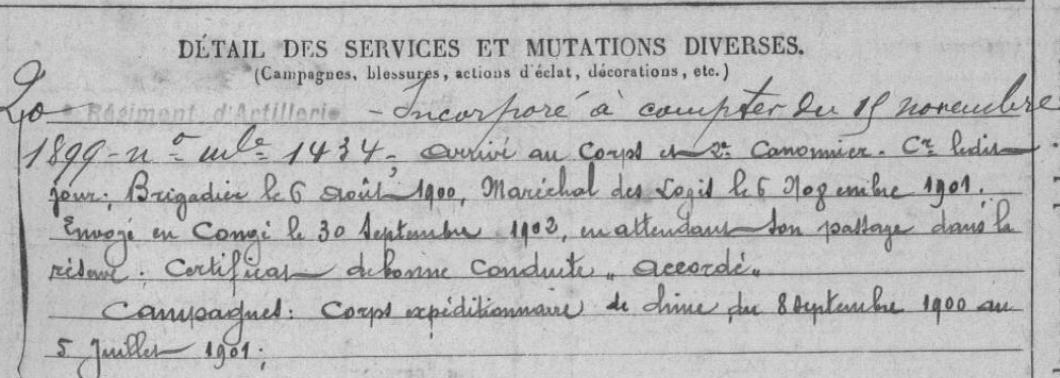 DÉTAIL DES SERVICES ET MUTATIONS DIVERSES.
(Campagnes, blessures, actions d'éclat, décorations, etc.)
20 e Régiment d'Artillerie - Incorporé à compter du 15 novembre
1899 - no mle 1434. arrivé au Corps et 2e Canonnier. Cr ledit
jour; Brigadier le 6 Août 1900, Maréchal des Logis le 6 Novembre 1901.
Envoyé en Congé le 30 Septembre 1902, en attendant son passage dans la
réserve. Certificat de bonne Conduite "accordé"
Campagnes: Corps expéditionnaire de Chine du 8 Septembre 1900 au
5 Juillet 1901;